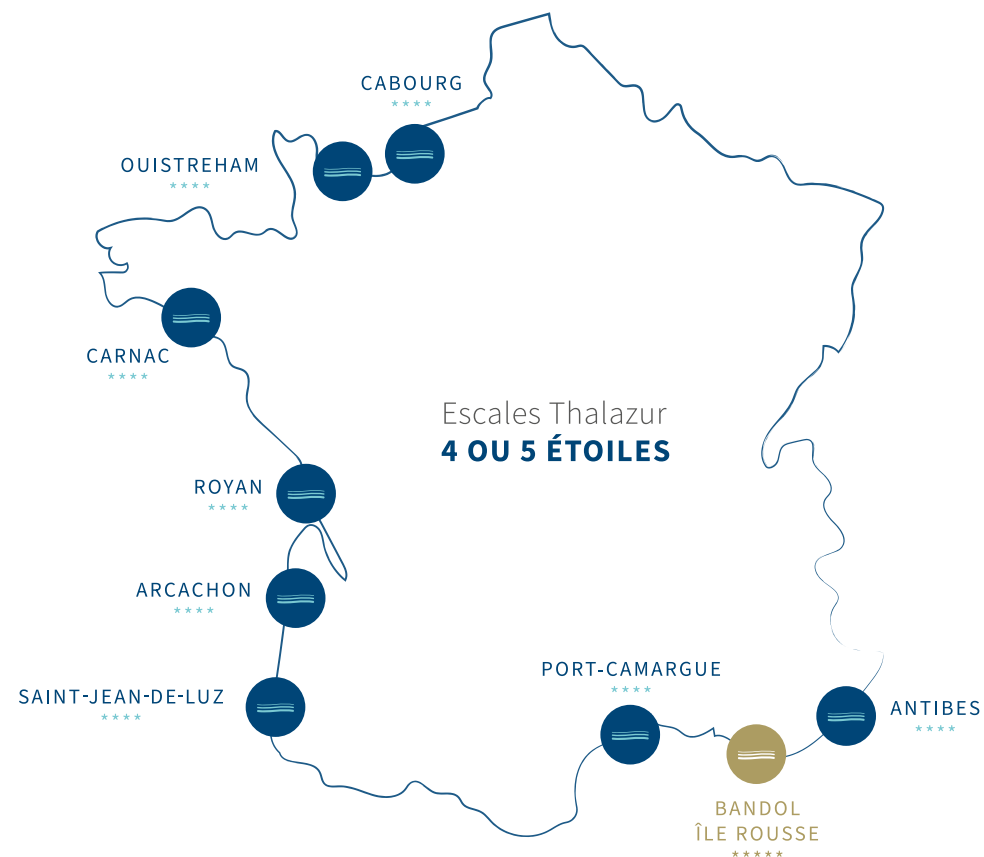 CABOURG
****
OUISTREHAM
****
CARNAC
****
Escales Thalazur
4 OU 5 ÉTOILES
ROYAN
****
ARCACHON
****
SAINT-JEAN-DE-LUZ
****
PORT-CAMARGUE
****
ANTIBES
****
BANDOL
ÎLE ROUSSE
*****